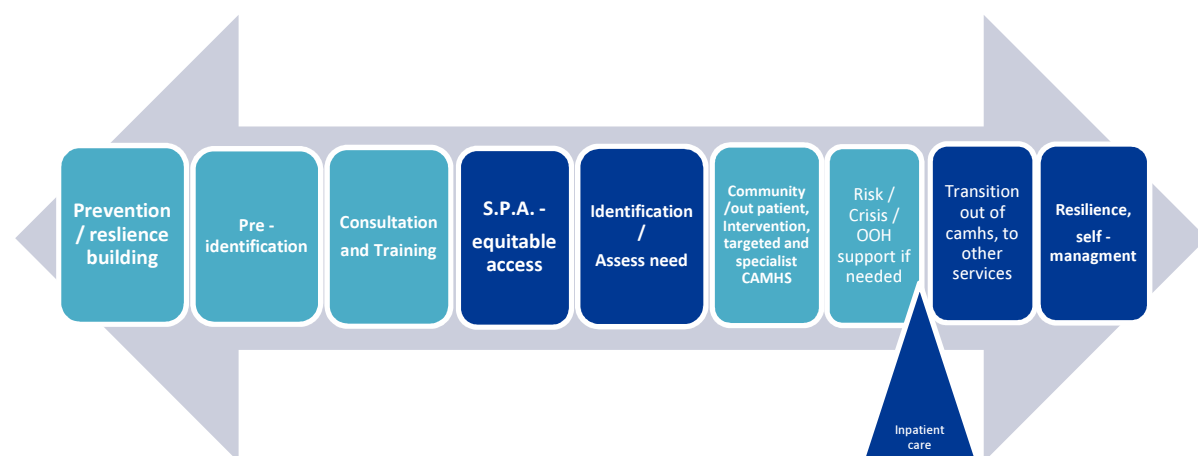 Prevention
/ reslience
building
Pre -
identification
Consultation
and Training
S.P.A. -
equitable
access
Identification
/
Assess need
Community
/out patient,
Intervention,
targeted and
specialist
CAMHS
Risk /
Crisis /
OOH
support if
needed
Transition
out of
camhs, to
other
services
Resilience,
self -
managment
Inpatient
care